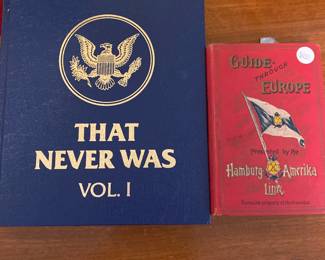 THAT
NEVER WAS
VOL. I
GUIDE
THROUGH
EUROPE
Presented by the
Hamburg Amerika
Linie